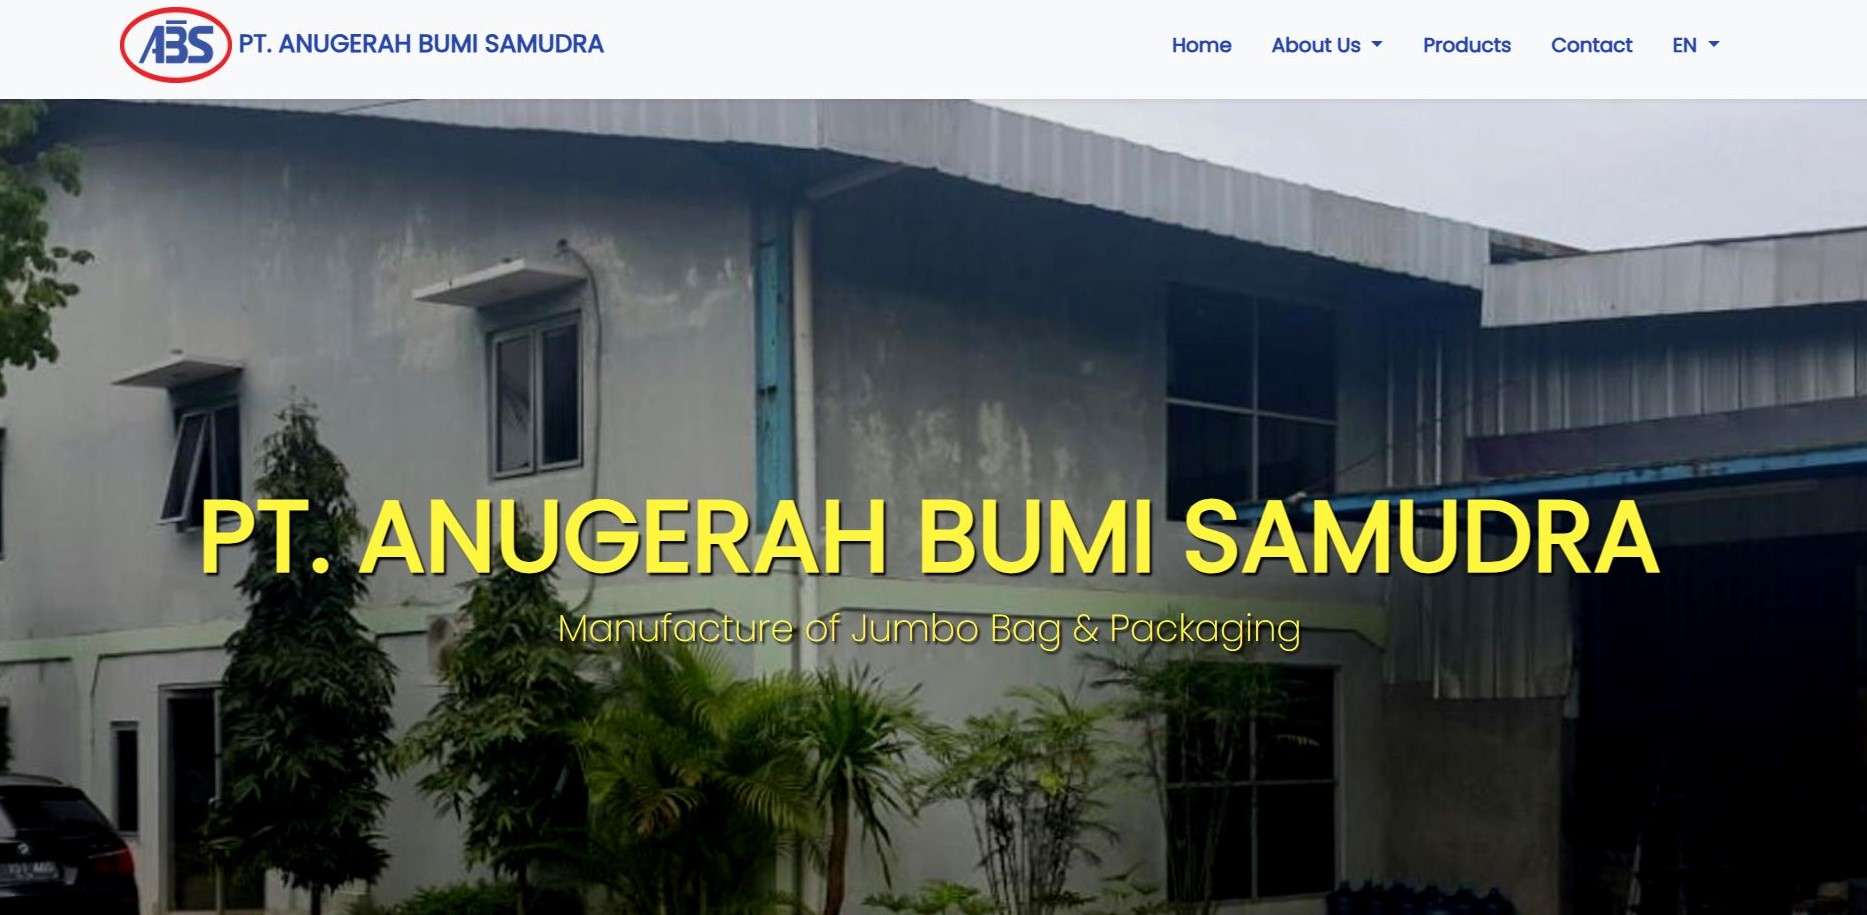 ABS PT. ANUGERAH BUMI SAMUDRA
Home About Us Products Contact EN
PT. ANUGERAH BUMI SAMUDRA
Manufacture of Jumbo Bag & Packaging